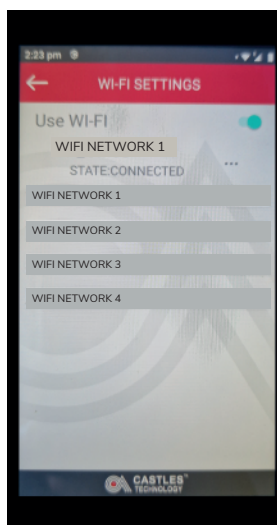 2:23 pm
WI-FI SETTINGS
Use WI-FI
WIFI NETWORK 1
STATE:CONNECTED
...
WIFI NETWORK 1
WIFI NETWORK 2
WIFI NETWORK 3
WIFI NETWORK 4
CASTLES
TECHNOLOGY